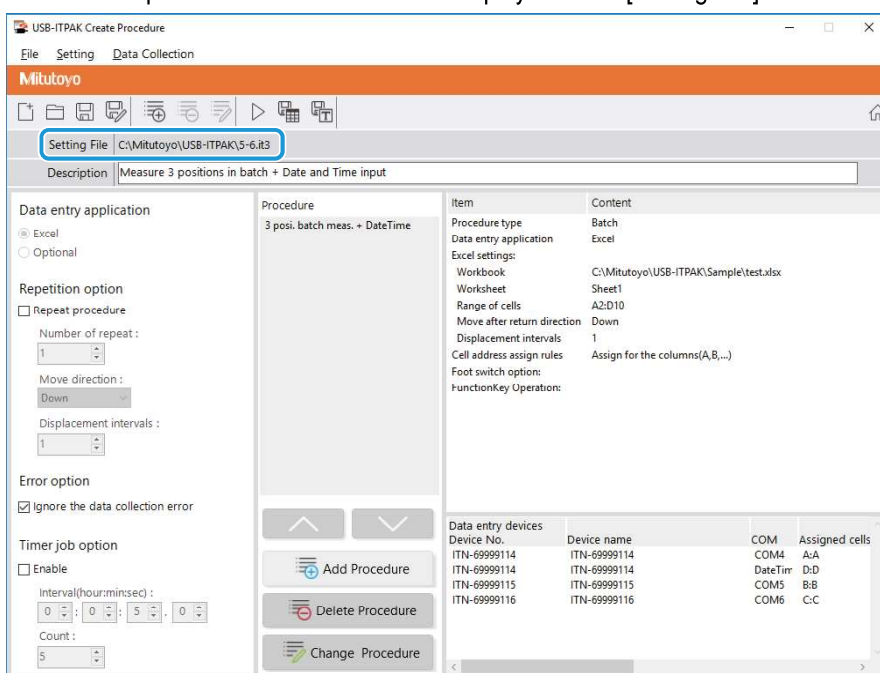 USB-ITPAK Create Procedure
File Setting Data Collection
Mitutoyo
Setting File C:\Mitutoyo\USB-ITPAK\5-6.it3
Description Measure 3 positions in batch + Date and Time input
Data entry application
Excel
Optional
Repetition option
Repeat procedure
Number of repeat :
1
Move direction :
Down
Displacement intervals :
1
Error option
Ignore the data collection error
Timer job option
Enable
Interval(hour:min:sec) :
0 : 0 : 5 . 0
Count :
5
Procedure
3 posi. batch meas. + DateTime
Add Procedure
Delete Procedure
Change Procedure
Item Content
Procedure type Batch
Data entry application Excel
Excel settings:
Workbook C:\Mitutoyo\USB-ITPAK\Sample\test.xlsx
Worksheet Sheet1
Range of cells A2:D10
Move after return direction Down
Displacement intervals 1
Cell address assign rules Assign for the columns(A,B,...)
Foot switch option:
FunctionKey Operation:
Data entry devices
Device No. Device name COM Assigned cells
ITN-69999114 ITN-69999114 COM4 A:A
ITN-69999114 ITN-69999114 DateTim D:D
ITN-69999115 ITN-69999115 COM5 B:B
ITN-69999116 ITN-69999116 COM6 C:C